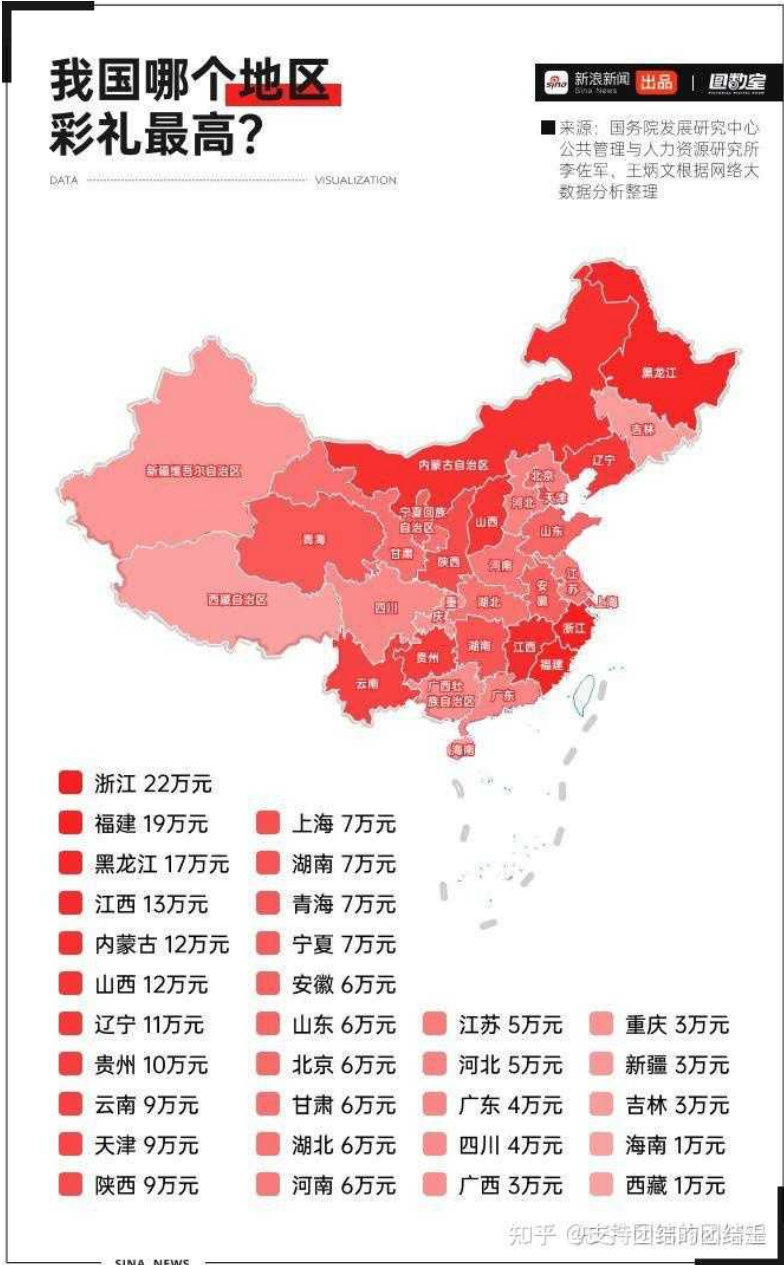 我国哪个地区
彩礼最高?
DATA
VISUALIZATION
sina
新浪新闻
Sina News
出品
图数室
来源：国务院发展研究中心
公共管理与人力资源研究所
李佐军、王炳文根据网络大
数据分析整理
黑龙江
吉林
辽宁
内蒙古自治区
新疆维吾尔自治区
北京
天津
河北
宁夏回族
自治区
山西
山东
青海
甘肃
陕西
河南
西藏自治区
四川
重
庆
湖北
安
徽
江
苏
上海
浙江
湖南
江西
福建
贵州
云南
广西壮
族自治区
广东
海南
浙江 22万元
福建 19万元
黑龙江 17万元
江西 13万元
内蒙古 12万元
山西 12万元
辽宁 11万元
贵州 10万元
云南 9万元
天津 9万元
陕西 9万元
上海 7万元
湖南 7万元
青海 7万元
宁夏 7万元
安徽 6万元
山东 6万元
北京 6万元
甘肃 6万元
湖北 6万元
河南 6万元
江苏 5万元
河北 5万元
广东 4万元
四川 4万元
广西 3万元
重庆 3万元
新疆 3万元
吉林 3万元
海南 1万元
西藏 1万元
知乎 @支持团结的团结星
SINA NEWS